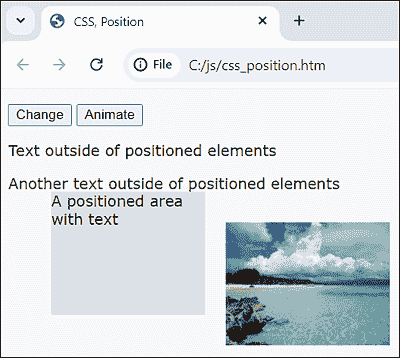 CSS, Position
File C:/js/css_position.htm
Change Animate
Text outside of positioned elements
Another text outside of positioned elements
A positioned area
with text